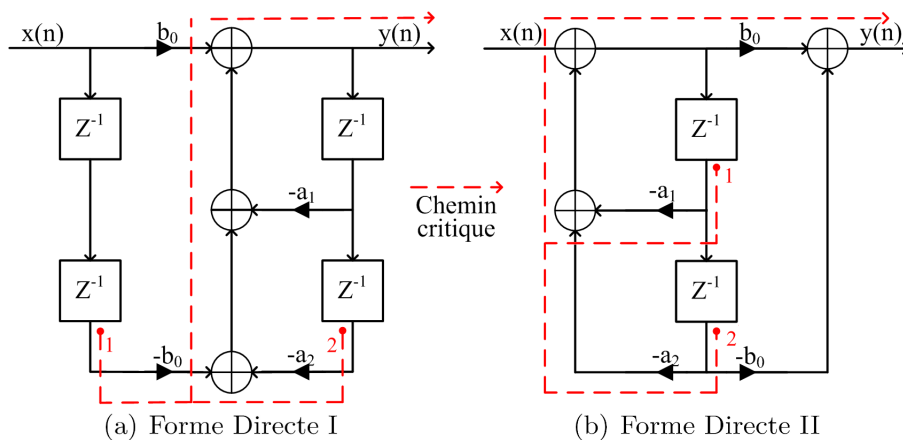 x(n)
b₀
y(n)
Z⁻¹
Z⁻¹
-a₁
Z⁻¹
Z⁻¹
1
2
-b₀
-a₂
(a) Forme Directe I
Chemin
critique
x(n)
b₀
y(n)
Z⁻¹
1
-a₁
Z⁻¹
2
-a₂
-b₀
(b) Forme Directe II